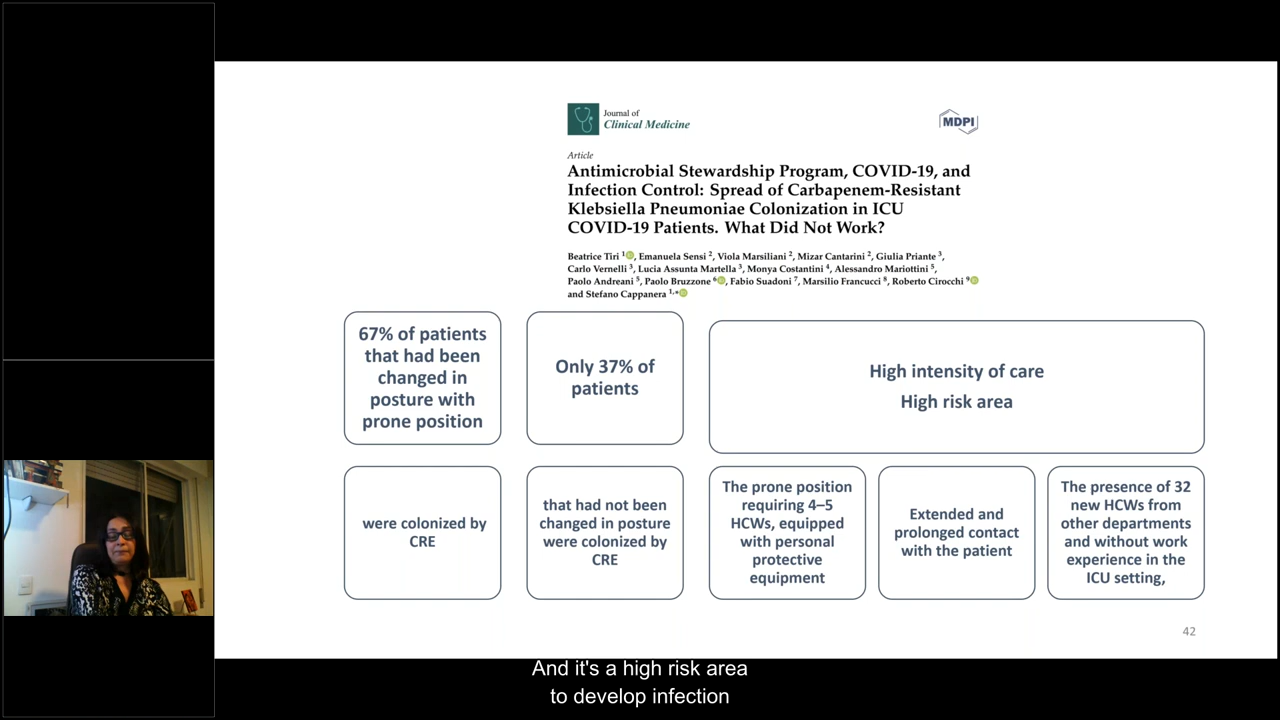 Journal of
Clinical Medicine
MDPI
Article
Antimicrobial Stewardship Program, COVID-19, and
Infection Control: Spread of Carbapenem-Resistant
Klebsiella Pneumoniae Colonization in ICU
COVID-19 Patients. What Did Not Work?
Beatrice Tiri 1, Emanuela Sensi 2, Viola Marsiliani 2, Mizar Cantarini 2, Giulia Priante 3,
Carlo Vernelli 3, Lucia Assunta Martella 3, Monya Costantini 4, Alessandro Mariottini 5,
Paolo Andreani 5, Paolo Bruzzone 6, Fabio Suadoni 7, Marsilio Francucci 8, Roberto Cirocchi 9
and Stefano Cappanera 1,*
67% of patients
that had been
changed in
posture with
prone position
Only 37% of
patients
High intensity of care
High risk area
were colonized by
CRE
that had not been
changed in posture
were colonized by
CRE
The prone position
requiring 4–5
HCWs, equipped
with personal
protective
equipment
Extended and
prolonged contact
with the patient
The presence of 32
new HCWs from
other departments
and without work
experience in the
ICU setting,
42
And it's a high risk area
to develop infection